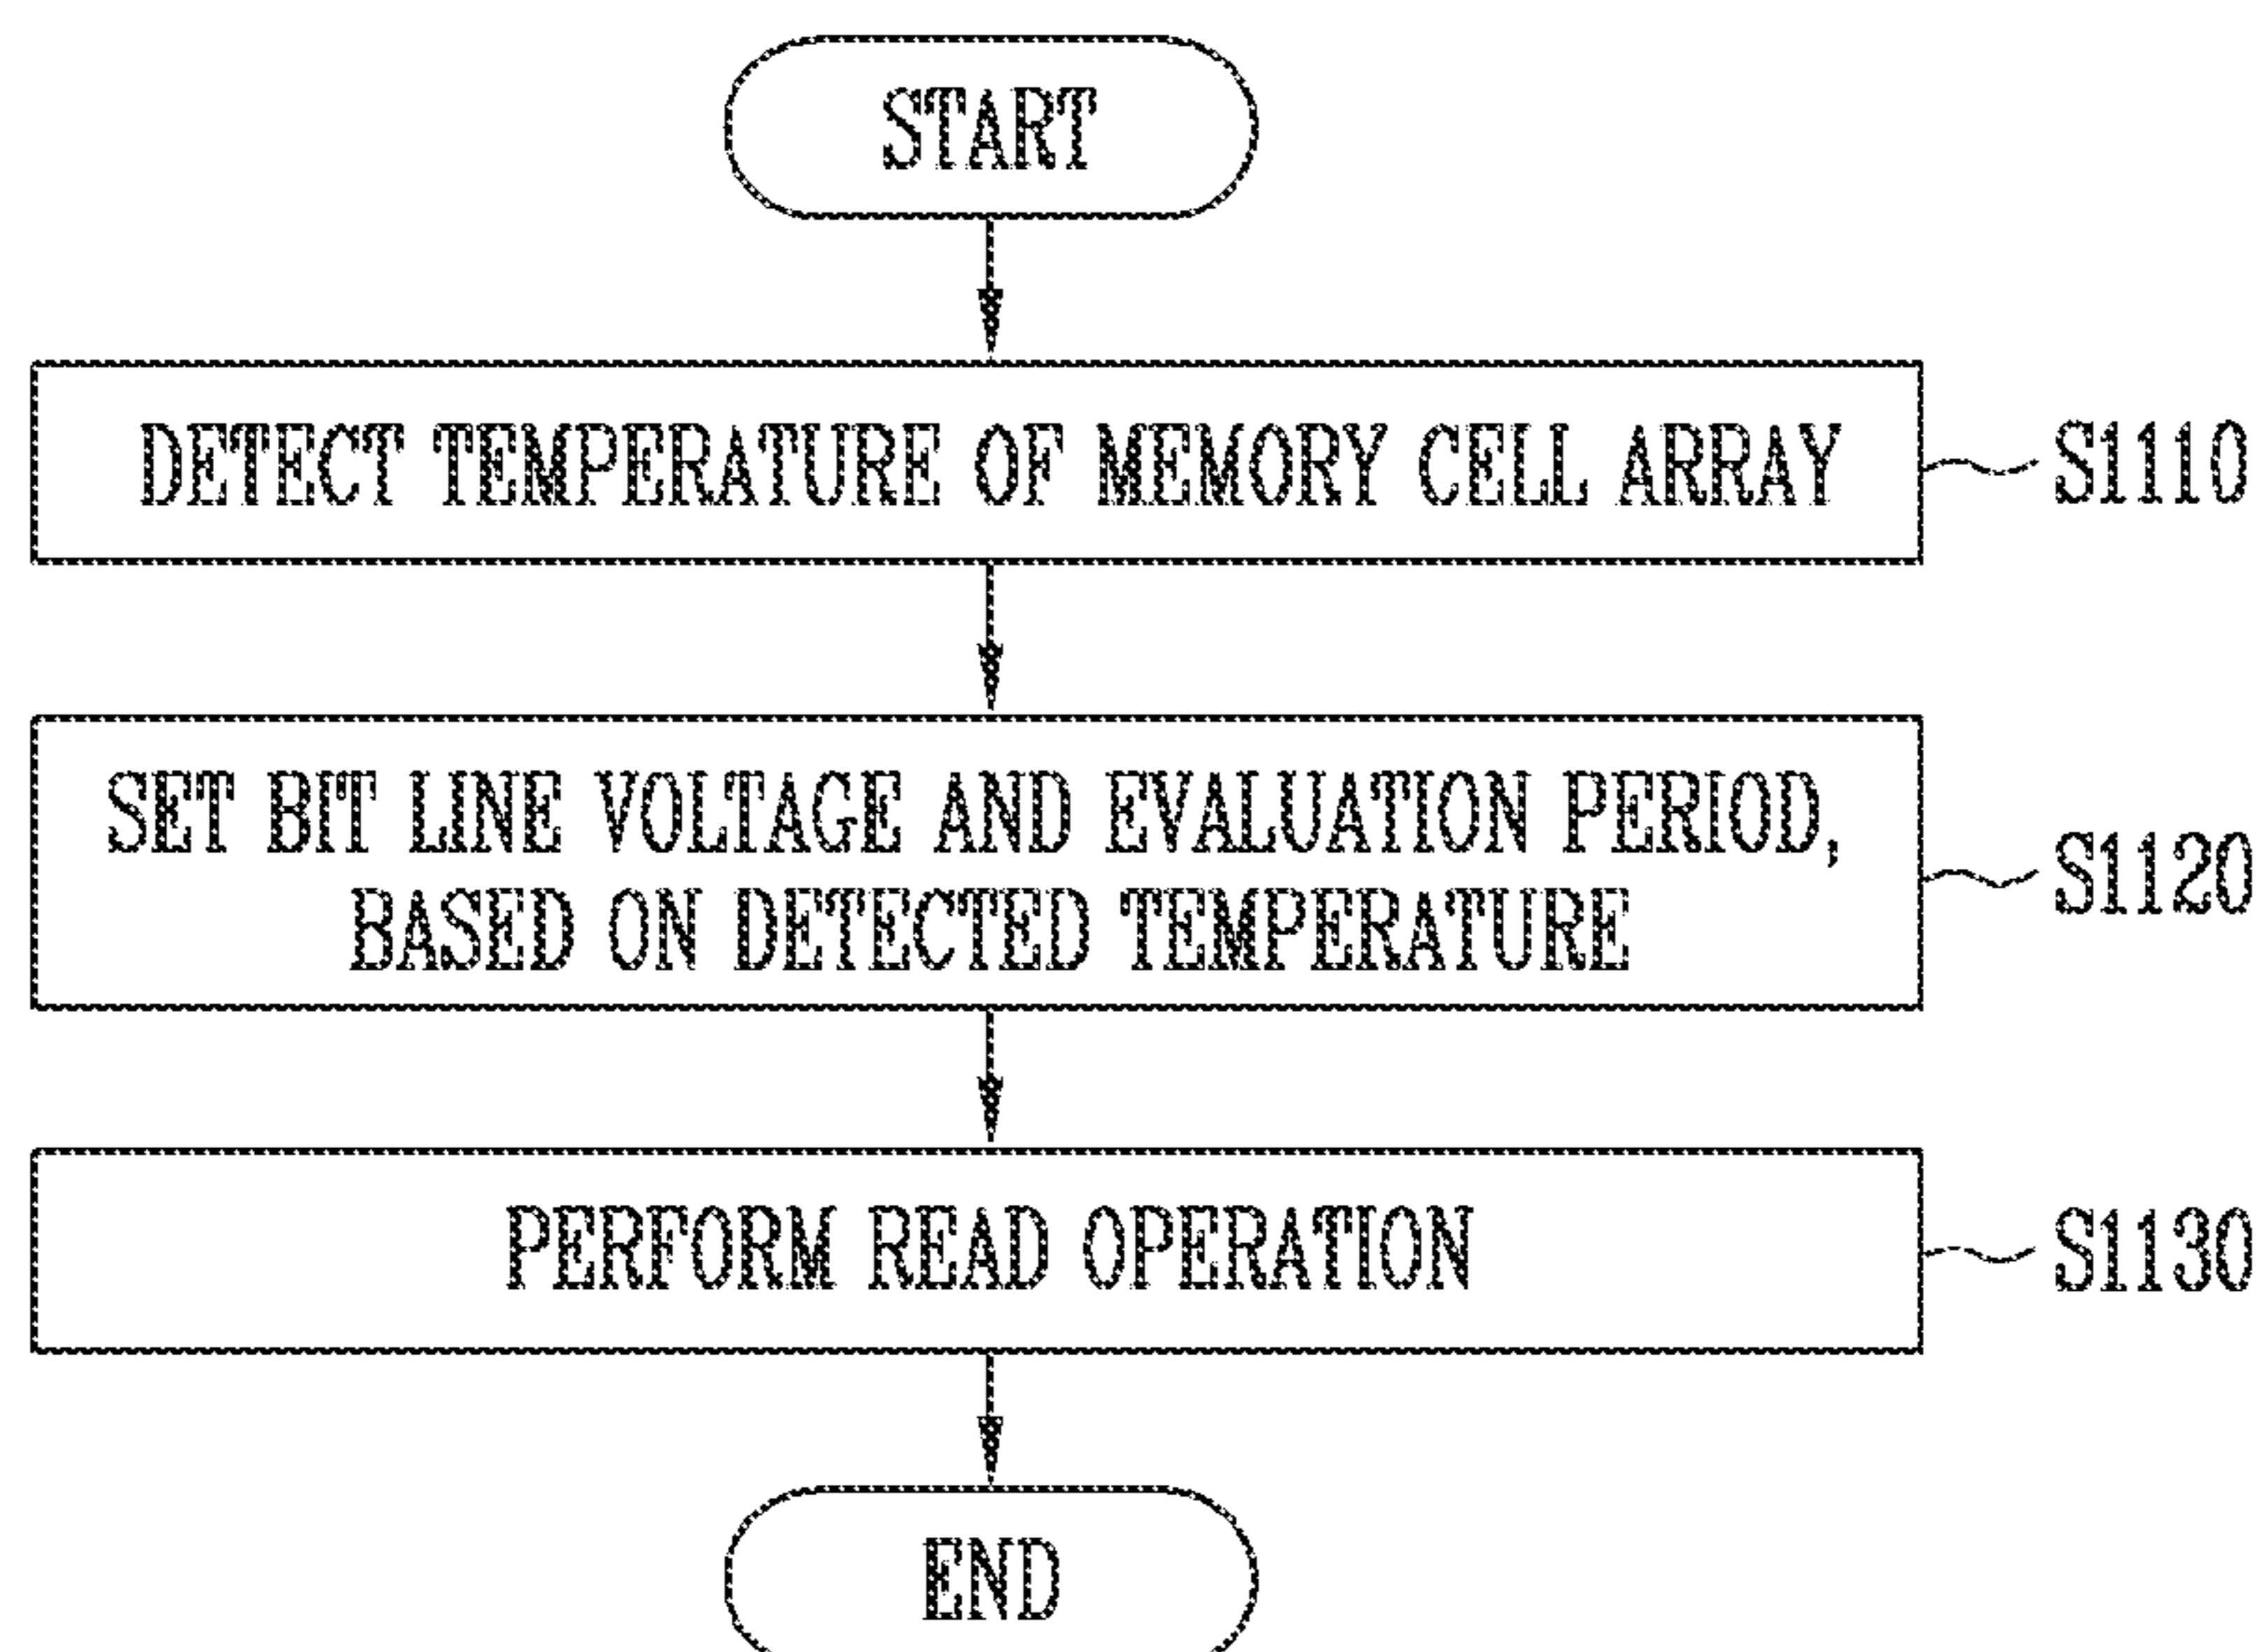 START
DETECT TEMPERATURE OF MEMORY CELL ARRAY
S1110
SET BIT LINE VOLTAGE AND EVALUATION PERIOD,
BASED ON DETECTED TEMPERATURE
S1120
PERFORM READ OPERATION
S1130
END